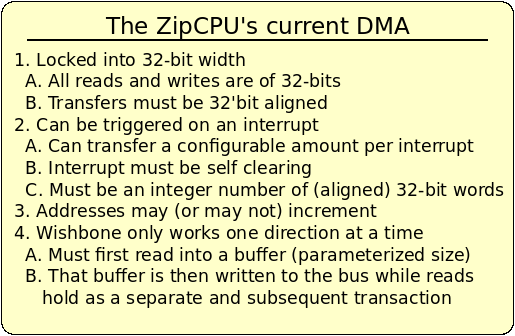 The ZipCPU's current DMA
1. Locked into 32-bit width
A. All reads and writes are of 32-bits
B. Transfers must be 32'bit aligned
2. Can be triggered on an interrupt
A. Can transfer a configurable amount per interrupt
B. Interrupt must be self clearing
C. Must be an integer number of (aligned) 32-bit words
3. Addresses may (or may not) increment
4. Wishbone only works one direction at a time
A. Must first read into a buffer (parameterized size)
B. That buffer is then written to the bus while reads
hold as a separate and subsequent transaction